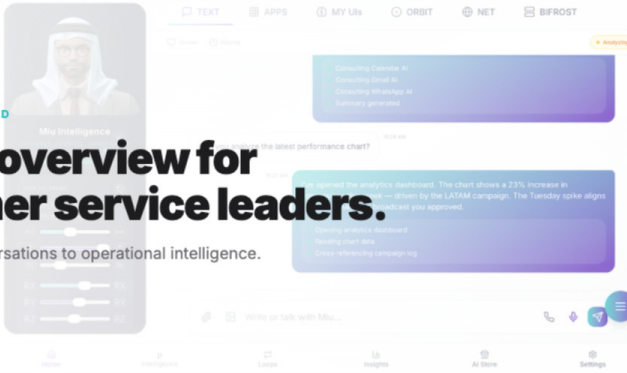 TEXT
APPS
MY UIs
ORBIT
NET
BIFROST
Analyzing
Consulting Calendar AI
Consulting Gmail AI
Consulting WhatsApp AI
Summary generated
D
Miu Intelligence
the latest performance chart?
overview for
er service leaders.
rsations to operational intelligence.
opened the analytics dashboard. The chart shows a 23% increase in
— driven by the LATAM campaign. The Tuesday spike aligns
you approved.
Opening analytics dashboard
Reading chart data
Cross-referencing campaign log
Write or talk with Miu...
Home
Intelligence
Insights
AI Store
Settings